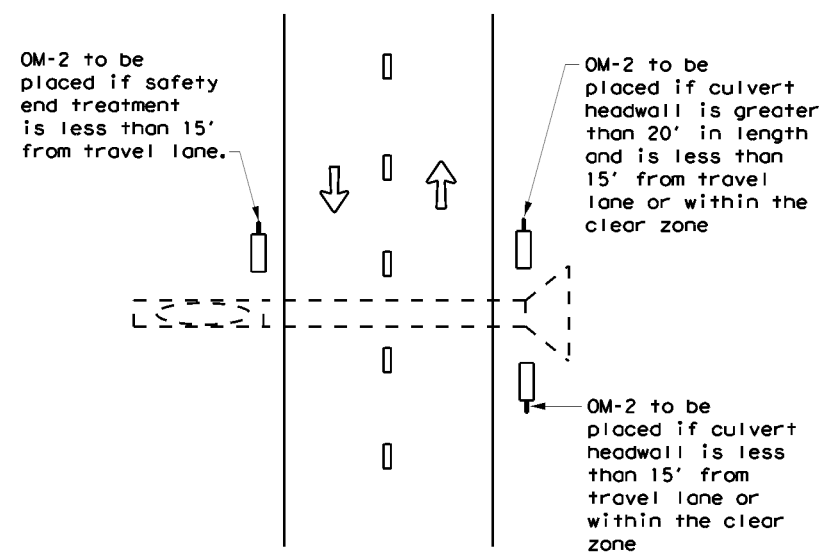 OM-2 to be
placed if safety
end treatment
is less than 15'
from travel lane.
OM-2 to be
placed if culvert
headwall is greater
than 20' in length
and is less than
15' from travel
lane or within the
clear zone
OM-2 to be
placed if culvert
headwall is less
than 15' from
travel lane or
within the clear
zone